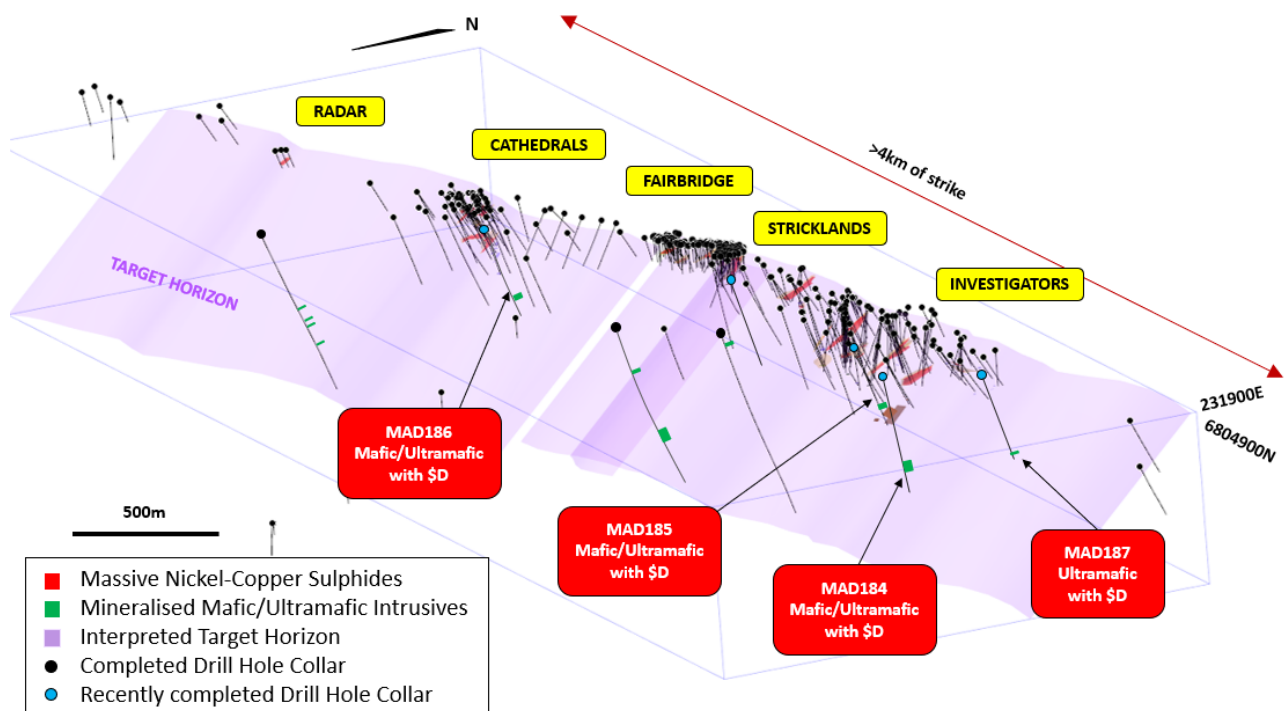 N
RADAR
CATHEDRALS
FAIRBRIDGE
STRICKLANDS
INVESTIGATORS
>4km of strike
TARGET HORIZON
231900E
6804900N
MAD186
Mafic/Ultramafic
with $D
MAD185
Mafic/Ultramafic
with $D
MAD184
Mafic/Ultramafic
with $D
MAD187
Ultramafic
with $D
500m
Massive Nickel-Copper Sulphides
Mineralised Mafic/Ultramafic Intrusives
Interpreted Target Horizon
Completed Drill Hole Collar
Recently completed Drill Hole Collar